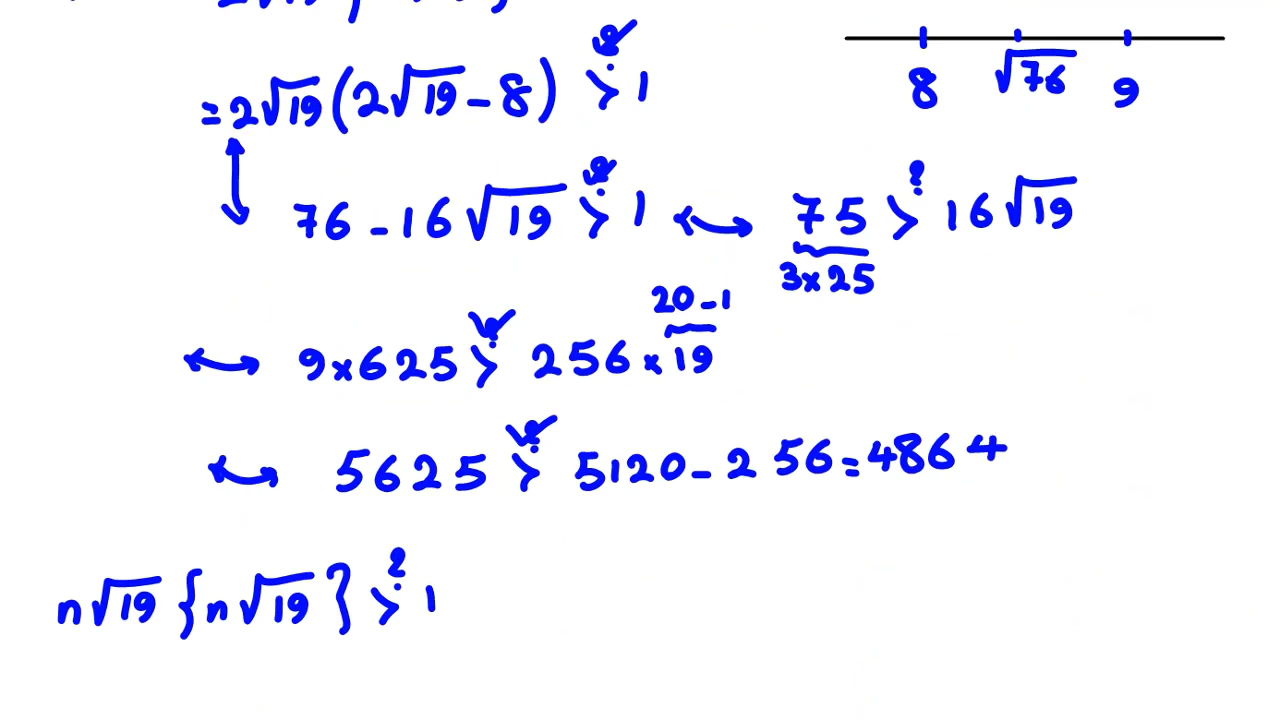 = 2√19 (2√19 - 8) >? 1
8 √76 9
76 - 16√19 >? 1 ↔ 75 >? 16√19
3×25
20-1
↔ 9×625 >? 256×19
↔ 5625 >? 5120 - 256 = 4864
n√19 {n√19} >? 1